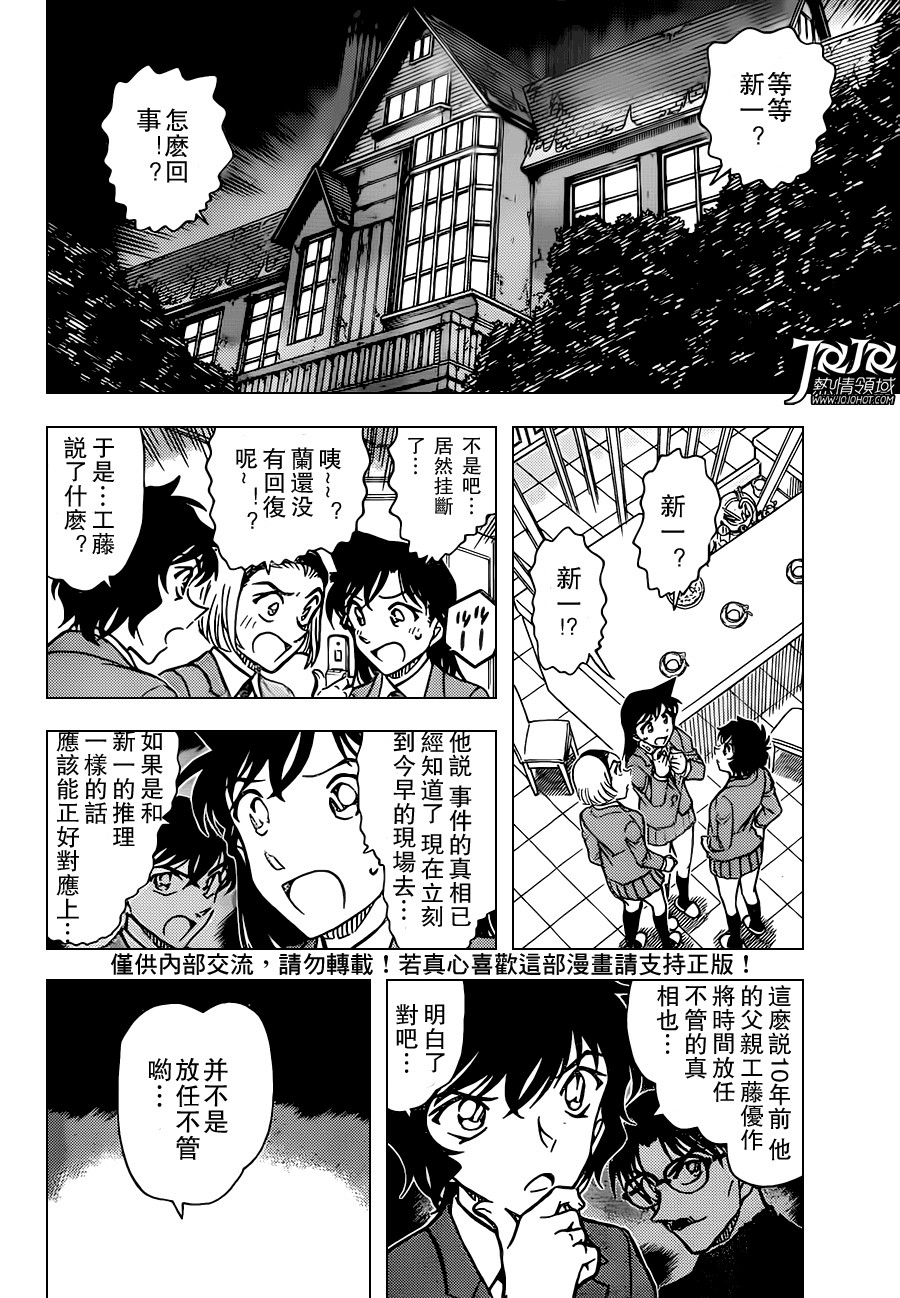 等等
新一？
怎麼回
事！？
JOJO
熱情領域
WWW.JOJOHOT.COM
新一？
新一!？
不是吧…
居然挂斷
了…
咦～？
蘭還没
有回復
呢～！？
于是…工藤
説了什麽？
他説 事件的真相已
經知道了 現在立刻
到今早的現場去…
如果是和
新一的推理
一樣的話
應該能正好對應上…
僅供內部交流，請勿轉載！若真心喜歡這部漫畫請支持正版！
這麽説10年前 他
的父親工藤優作
將時間放任
不管的真
相也…
明白了
對吧…
并不是
放任不管
喲…